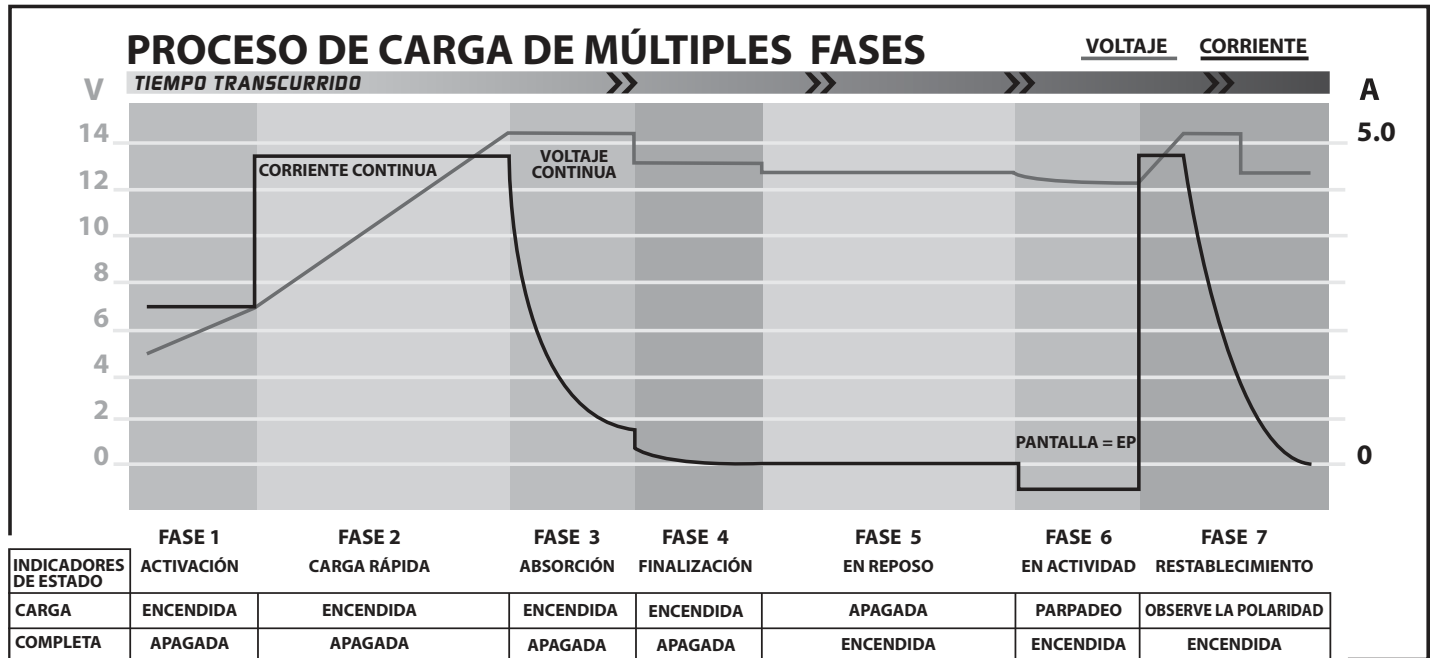 PROCESO DE CARGA DE MÚLTIPLES FASES
VOLTAJE CORRIENTE
TIEMPO TRANSCURRIDO
V
A
14
12
10
8
6
4
2
0
5.0
0
CORRIENTE CONTINUA
VOLTAJE
CONTINUA
PANTALLA = EP
FASE 1 FASE 2 FASE 3 FASE 4 FASE 5 FASE 6 FASE 7
INDICADORES
DE ESTADO
ACTIVACIÓN CARGA RÁPIDA ABSORCIÓN FINALIZACIÓN EN REPOSO EN ACTIVIDAD RESTABLECIMIENTO
CARGA ENCENDIDA ENCENDIDA ENCENDIDA ENCENDIDA APAGADA PARPADEO OBSERVE LA POLARIDAD
COMPLETA APAGADA APAGADA APAGADA APAGADA ENCENDIDA ENCENDIDA ENCENDIDA